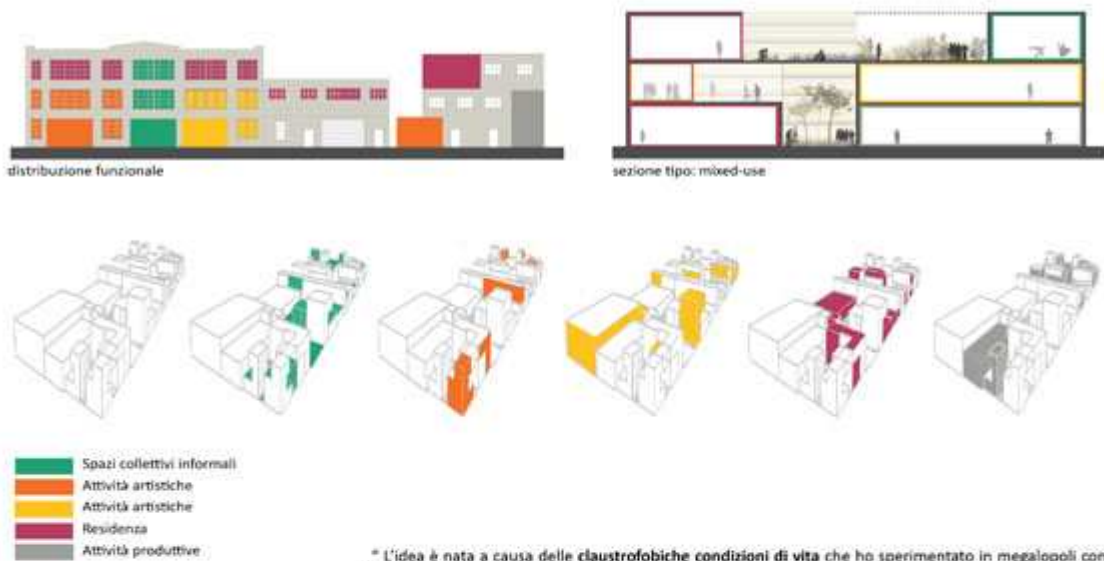 distribuzione funzionale
sezione tipo: mixed-use
Spazi collettivi informali
Attività artistiche
Attività artistiche
Residenza
Attività produttive
" L'idea è nata a causa delle claustrofobiche condizioni di vita che ho sperimentato in megalopoli con